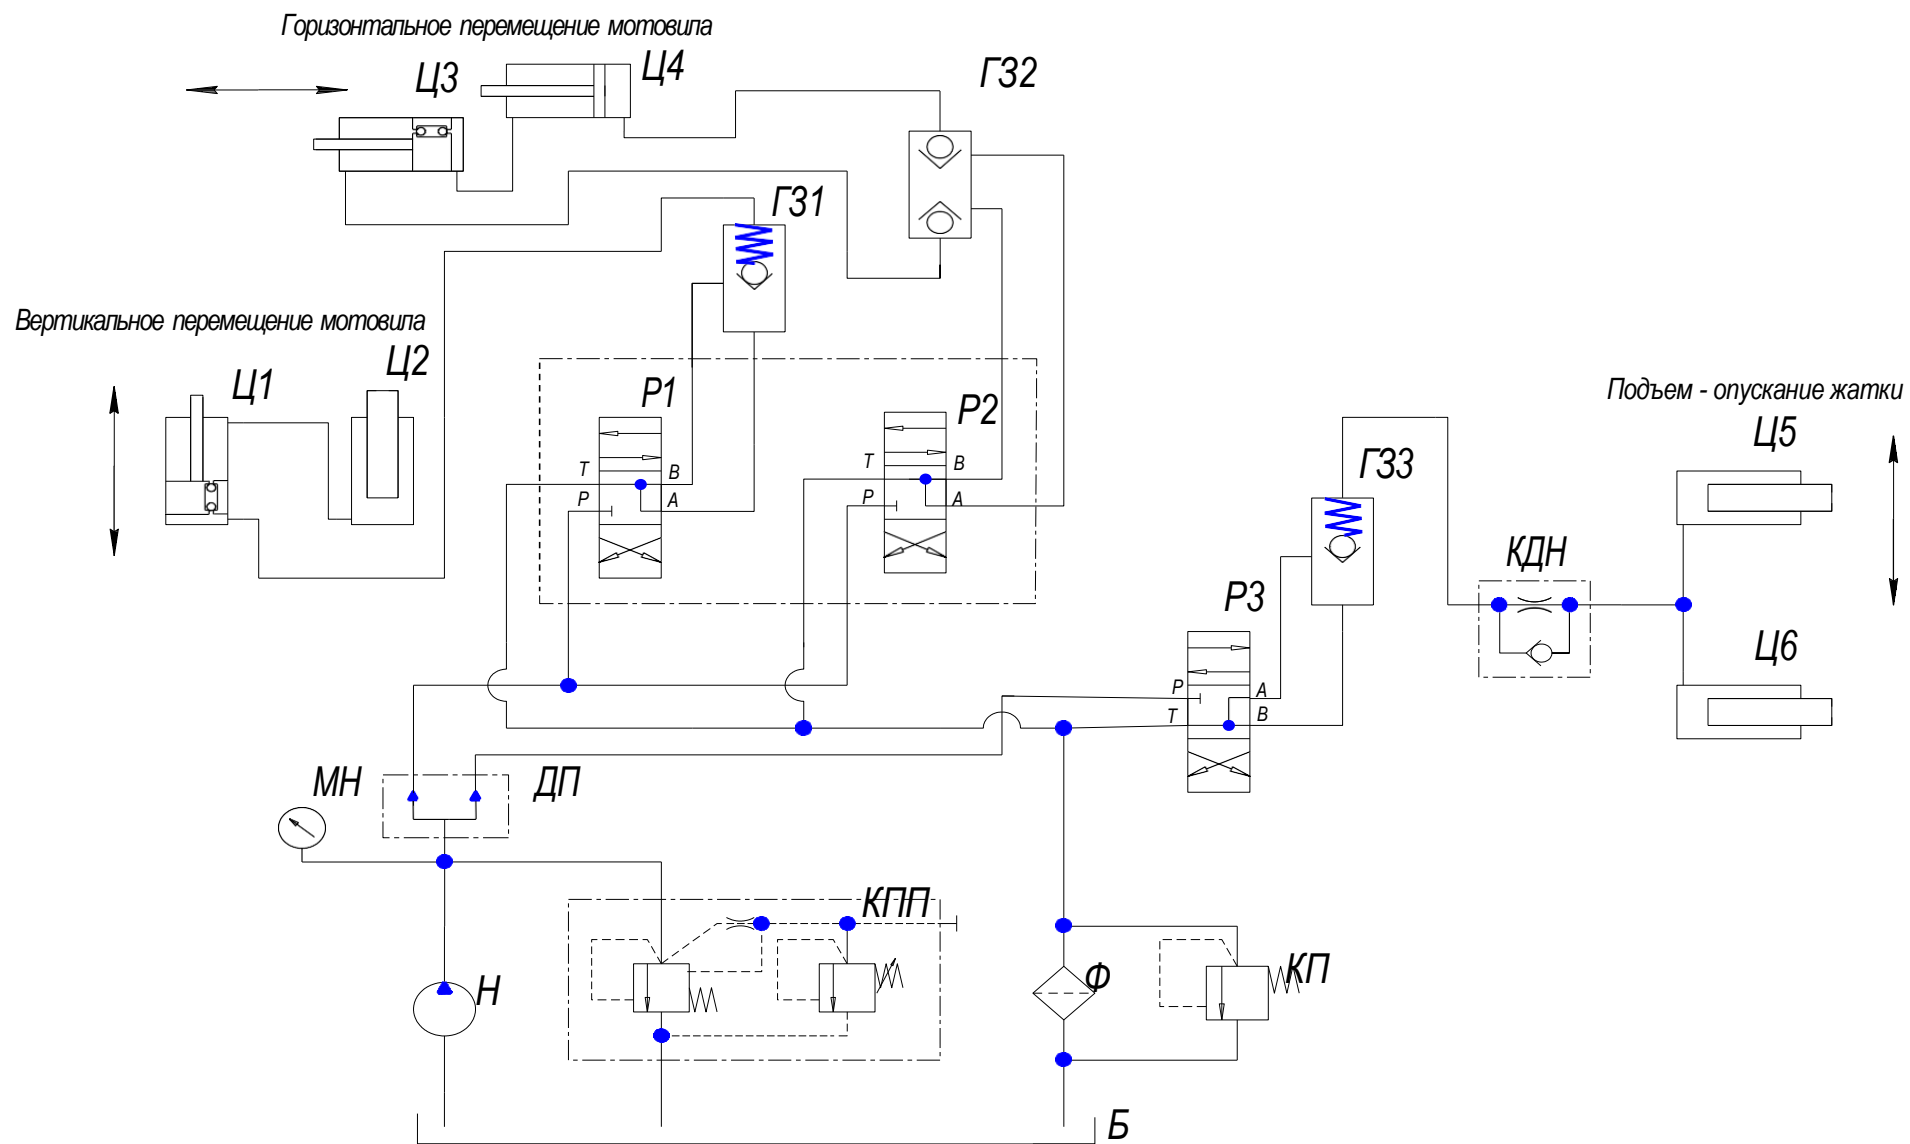 Горизонтальное перемещение мотовила
Ц3
Ц4
ГЗ2
ГЗ1
Вертикальное перемещение мотовила
Ц1
Ц2
Р1
Р2
Т
В
Р
А
Т
В
Р
А
Подъем - опускание жатки
Ц5
ГЗ3
КДН
Р3
Ц6
Р
А
Т
В
МН
ДП
КПП
Н
Ф
КП
Б